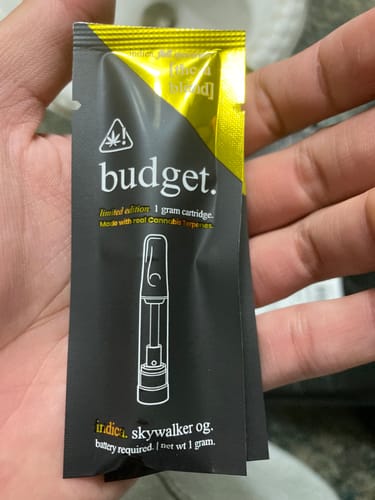 budget.
limited edition 1 gram cartridge.
Made with real Cannabis Terpenes.
indica. skywalker og.
battery required. | net wt 1 gram.